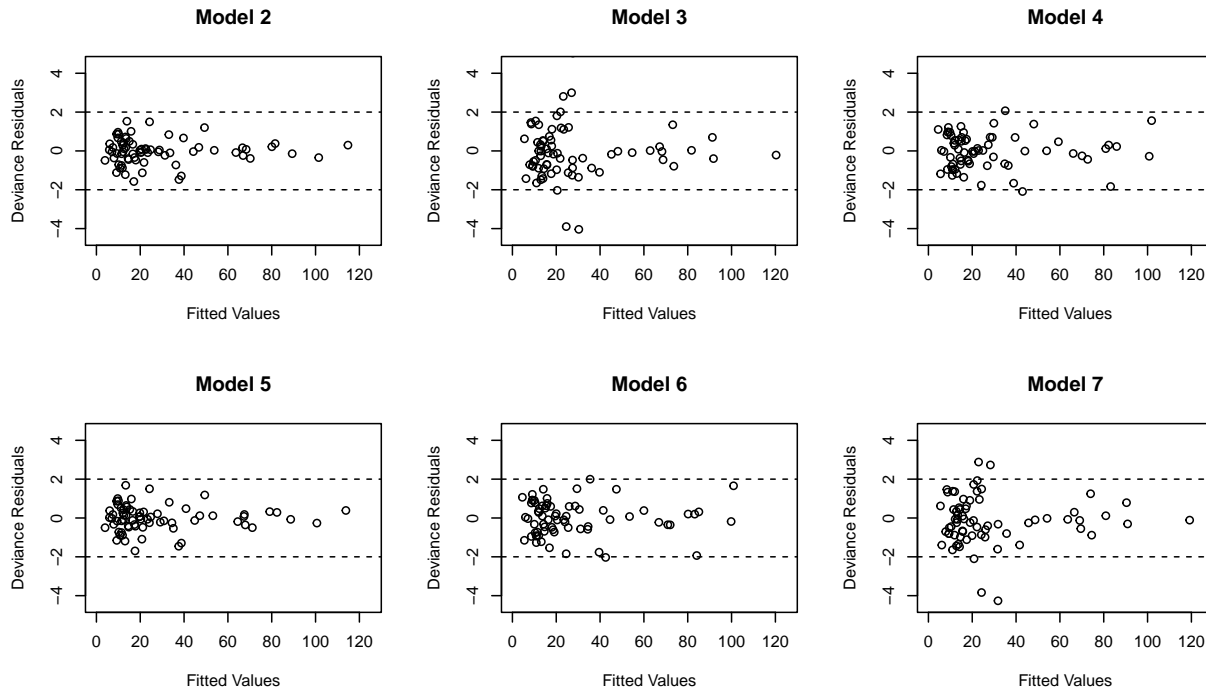 Model 2
Deviance Residuals
4
2
0
−2
−4
0 20 40 60 80 100 120
Fitted Values
Model 3
Deviance Residuals
4
2
0
−2
−4
0 20 40 60 80 100 120
Fitted Values
Model 4
Deviance Residuals
4
2
0
−2
−4
0 20 40 60 80 100 120
Fitted Values
Model 5
Deviance Residuals
4
2
0
−2
−4
0 20 40 60 80 100 120
Fitted Values
Model 6
Deviance Residuals
4
2
0
−2
−4
0 20 40 60 80 100 120
Fitted Values
Model 7
Deviance Residuals
4
2
0
−2
−4
0 20 40 60 80 100 120
Fitted Values